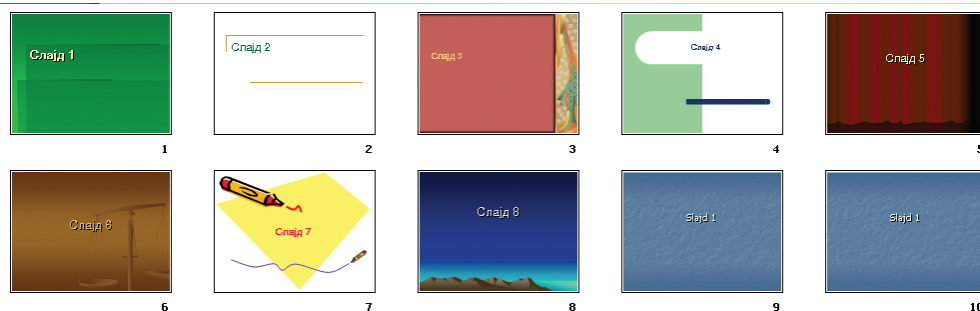 Слајд 1
Слајд 2
Слајд 3
Слајд 4
Слајд 5
1
2
3
4
5
Слајд 6
Слајд 7
Слајд 8
Slajd 1
Slajd 1
6
7
8
9
10